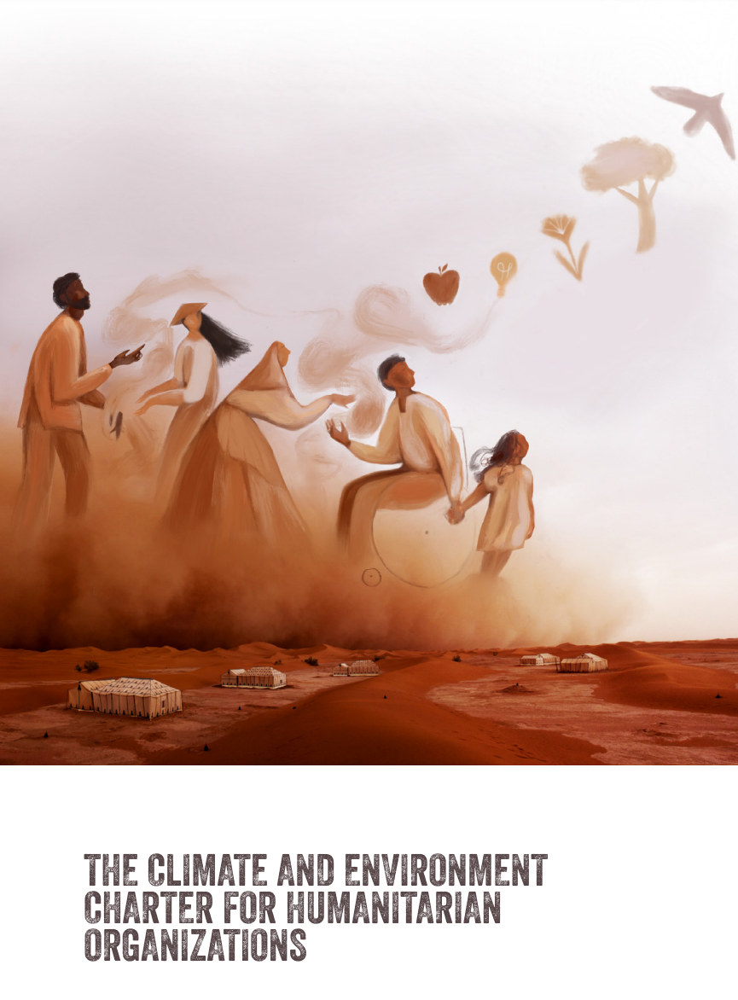 THE CLIMATE AND ENVIRONMENT
CHARTER FOR HUMANITARIAN
ORGANIZATIONS